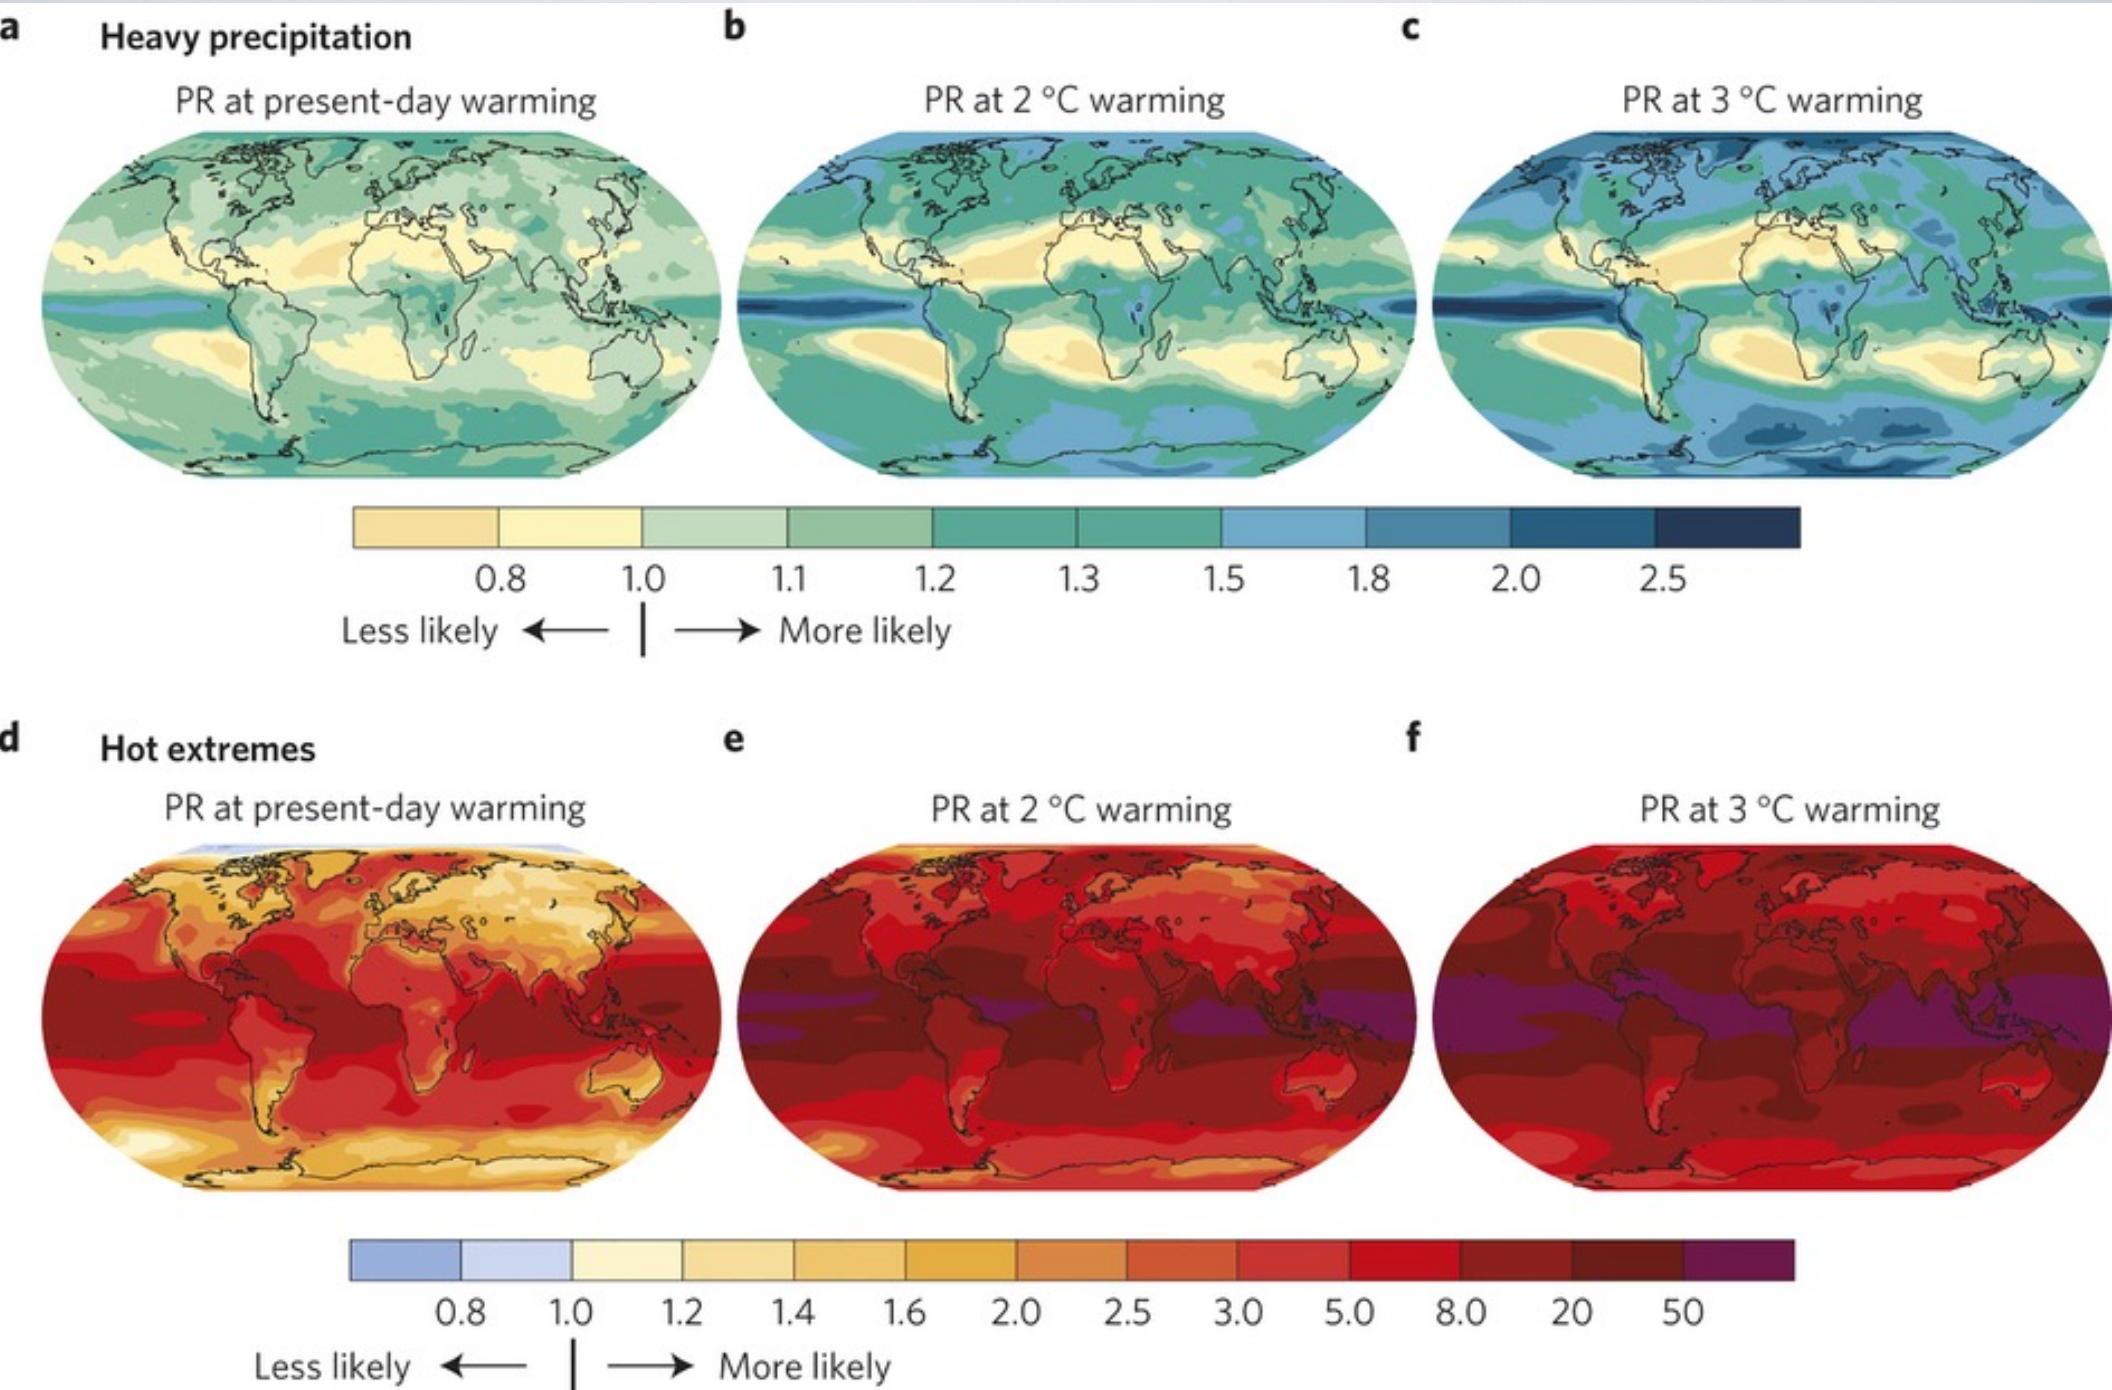 a Heavy precipitation b c
PR at present-day warming PR at 2 °C warming PR at 3 °C warming
0.8 1.0 1.1 1.2 1.3 1.5 1.8 2.0 2.5
Less likely More likely
d Hot extremes e f
PR at present-day warming PR at 2 °C warming PR at 3 °C warming
0.8 1.0 1.2 1.4 1.6 2.0 2.5 3.0 5.0 8.0 20 50
Less likely More likely